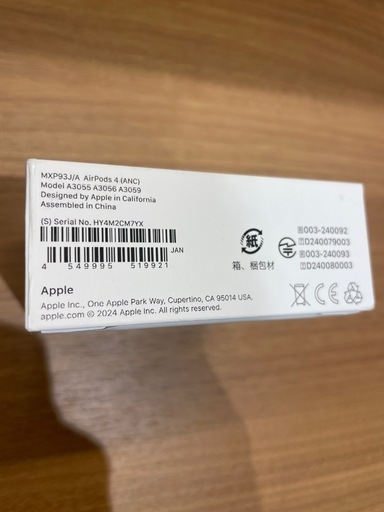 MXP93J/A AirPods 4 (ANC)
Model A3055 A3056 A3059
Designed by Apple in California
Assembled in China
(S) Serial No. HY4M2CM7YX
JAN
4 549995 519921
紙
箱、梱包材
R 003-240092
T D240079003
R 003-240093
T D240080003
Apple
Apple Inc., One Apple Park Way, Cupertino, CA 95014 USA,
apple.com © 2024 Apple Inc. All rights reserved.